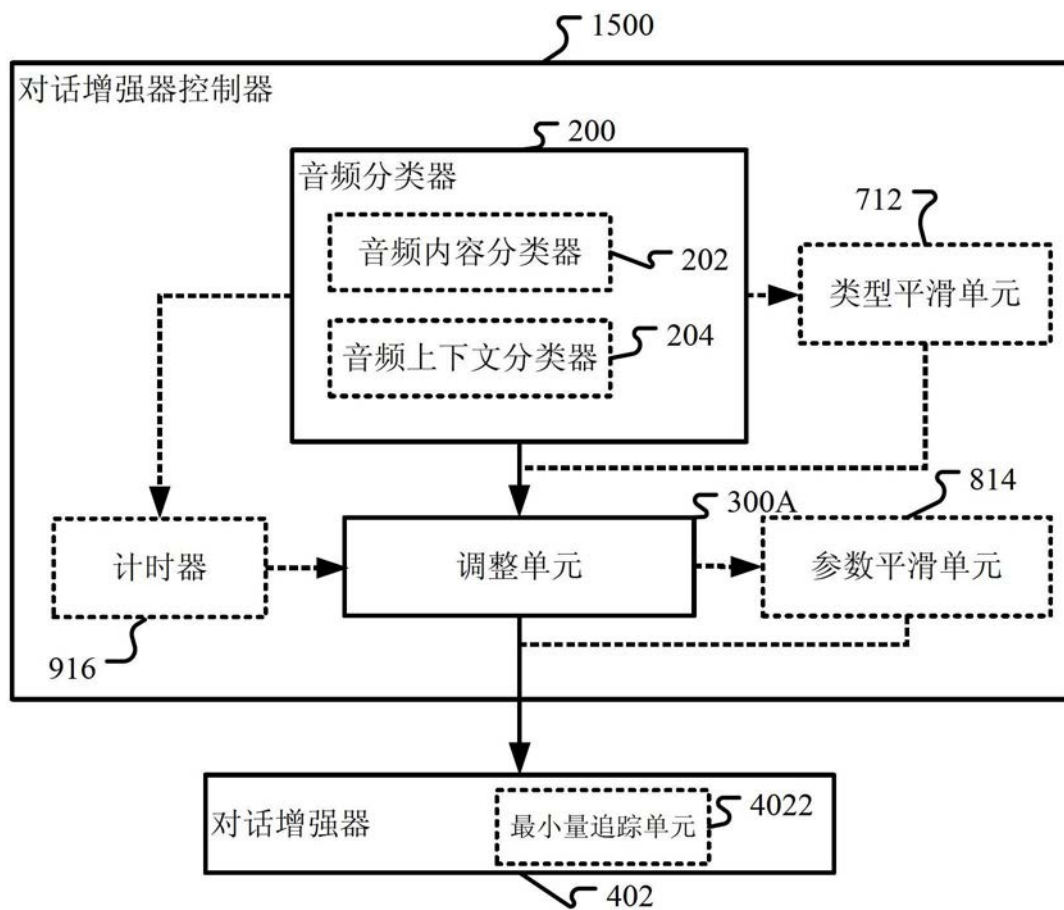 1500
对话增强器控制器
200
音频分类器
712
音频内容分类器
202
类型平滑单元
音频上下文分类器
204
814
300A
计时器
调整单元
参数平滑单元
916
对话增强器
最小量追踪单元
4022
402